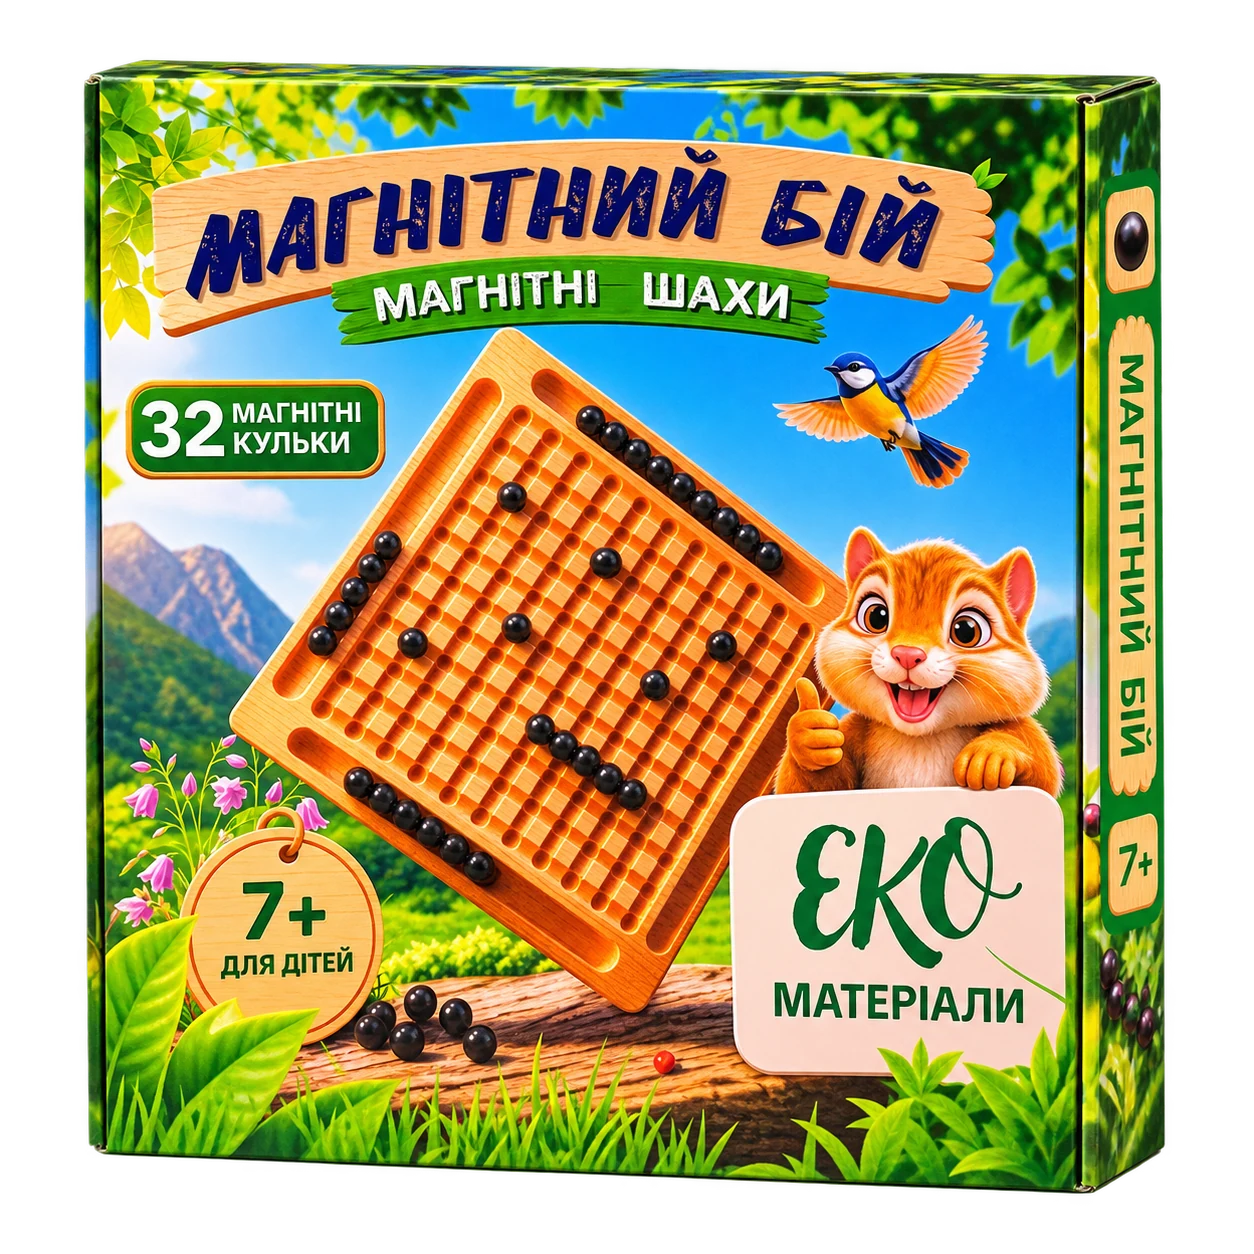 МАГНІТНИЙ БІЙ
МАГНІТНІ ШАХИ
32 МАГНІТНІ
КУЛЬКИ
7+
ДЛЯ ДІТЕЙ
ЕКО
МАТЕРІАЛИ
МАГНІТНИЙ БІЙ
7+